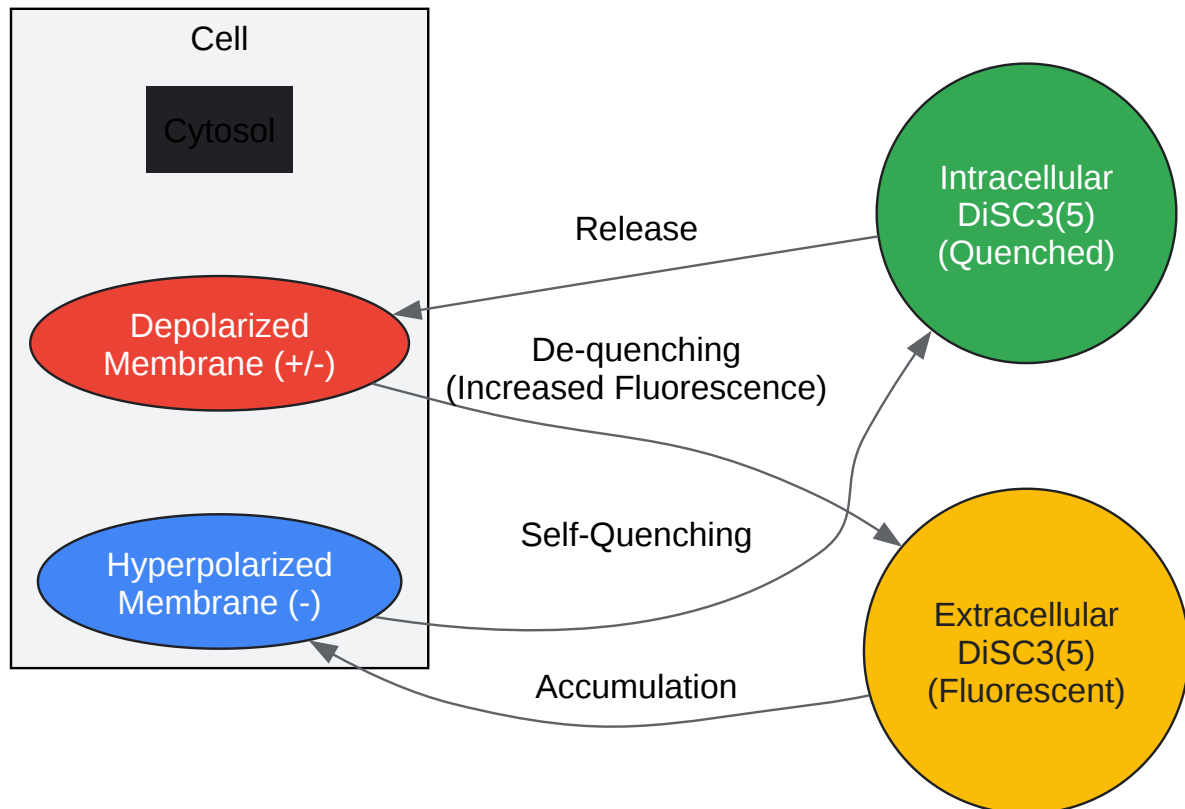 Cell
Cytosol
Intracellular
DiSC3(5)
(Quenched)
Release
Depolarized
Membrane (+/-)
De-quenching
(Increased Fluorescence)
Self-Quenching
Hyperpolarized
Membrane (-)
Extracellular
DiSC3(5)
(Fluorescent)
Accumulation